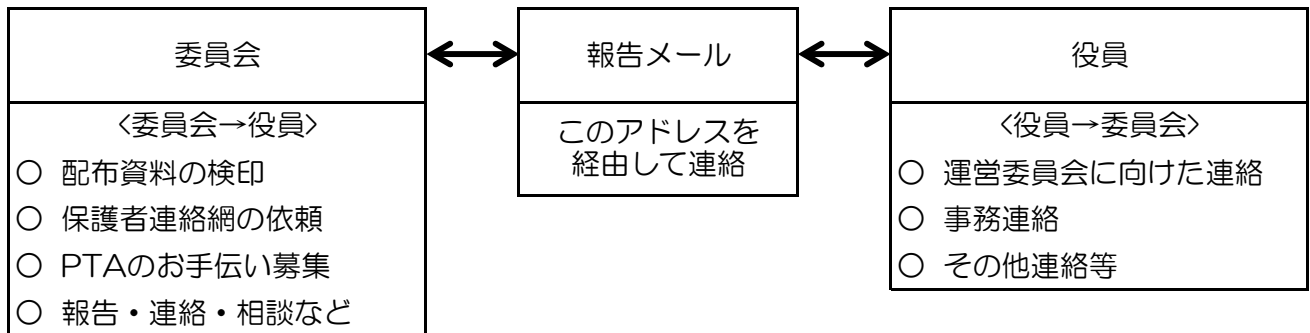 委員会
<委員会→役員>
○ 配布資料の検印
○ 保護者連絡網の依頼
○ PTAのお手伝い募集
○ 報告・連絡・相談など
報告メール
このアドレスを
経由して連絡
役員
<役員→委員会>
○ 運営委員会に向けた連絡
○ 事務連絡
○ その他連絡等